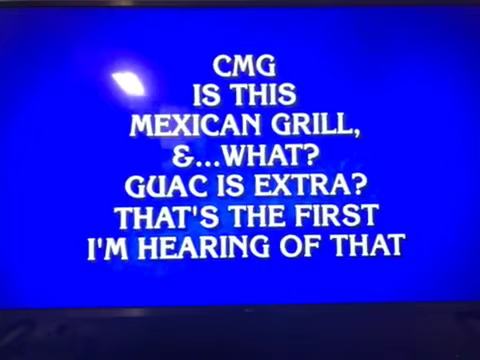 CMG
IS THIS
MEXICAN GRILL,
&...WHAT?
GUAC IS EXTRA?
THAT'S THE FIRST
I'M HEARING OF THAT